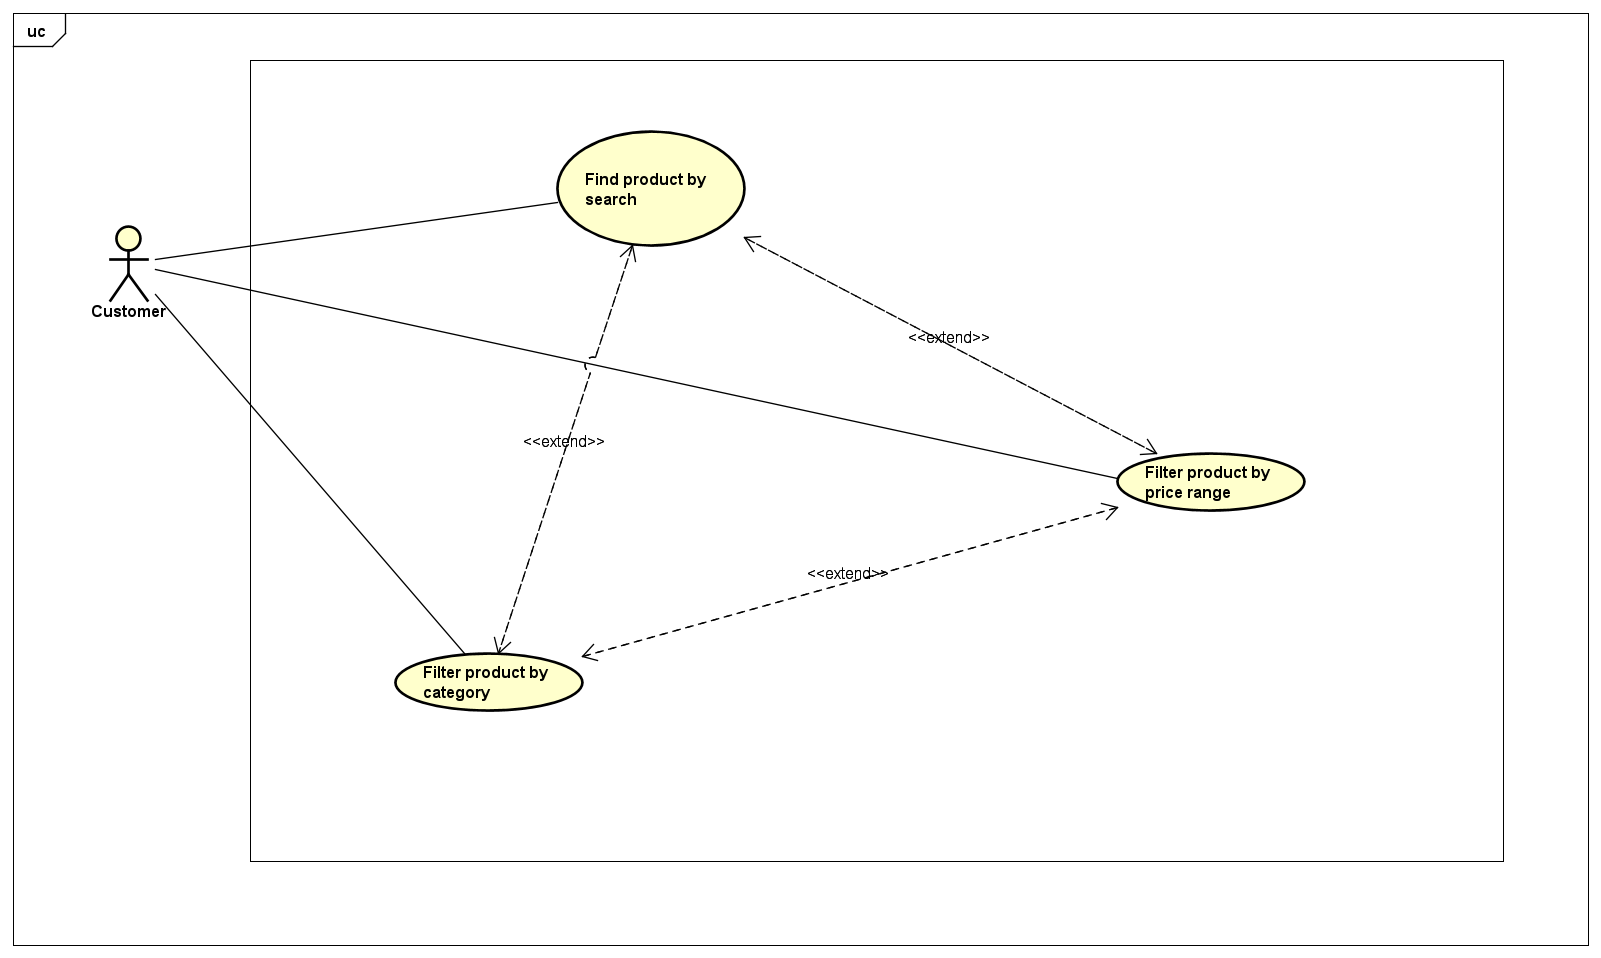 uc
Find product by
search
Customer
<<extend>>
<<extend>>
Filter product by
price range
<<extend>>
Filter product by
category